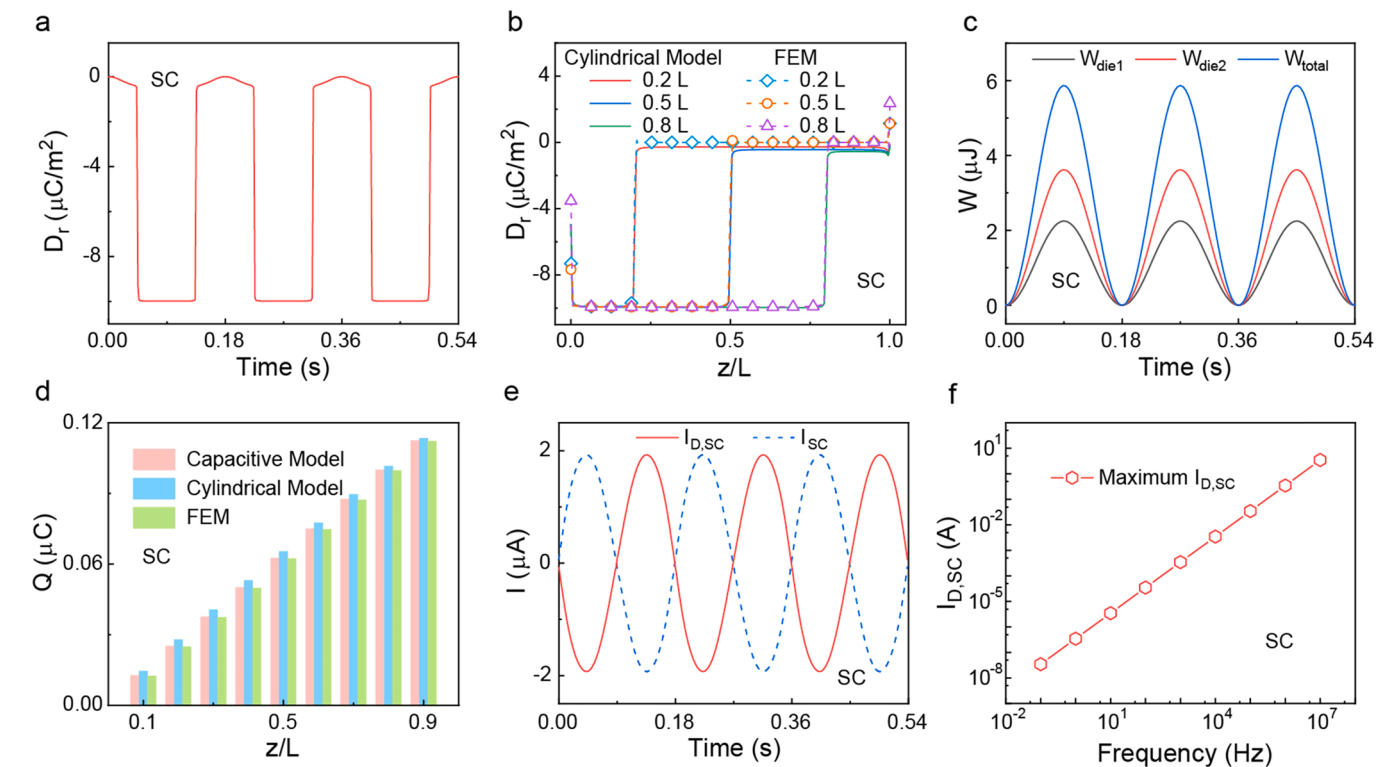 a
SC
0
-4
-8
Dr (μC/m2)
0.00 0.18 0.36 0.54
Time (s)
b
Cylindrical Model FEM
0.2 L 0.2 L
0.5 L 0.5 L
0.8 L 0.8 L
4
0
-4
-8
Dr (μC/m2)
SC
0.0 0.5 1.0
z/L
c
Wdie1 Wdie2 Wtotal
6
4
2
0
W (μJ)
SC
0.00 0.18 0.36 0.54
Time (s)
d
0.12
0.06
0.00
Q (μC)
Capacitive Model
Cylindrical Model
FEM
SC
0.1 0.5 0.9
z/L
e
ID,SC ISC
2
0
-2
I (μA)
SC
0.00 0.18 0.36 0.54
Time (s)
f
Maximum ID,SC
101
10-2
10-5
10-8
ID,SC (A)
SC
10-2 101 104 107
Frequency (Hz)